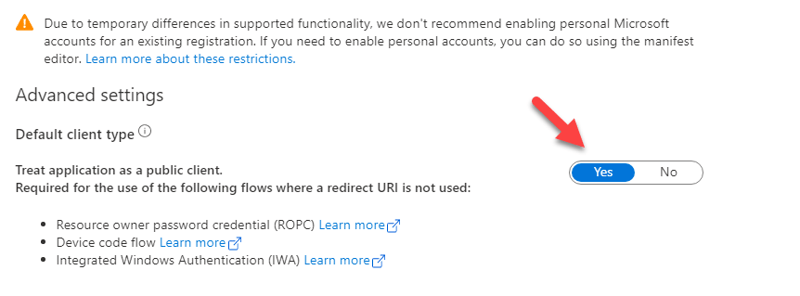 Due to temporary differences in supported functionality, we don't recommend enabling personal Microsoft
accounts for an existing registration. If you need to enable personal accounts, you can do so using the manifest
editor. Learn more about these restrictions.
Advanced settings
Default client type
Treat application as a public client.
Required for the use of the following flows where a redirect URI is not used:
Yes No
• Resource owner password credential (ROPC) Learn more
• Device code flow Learn more
• Integrated Windows Authentication (IWA) Learn more